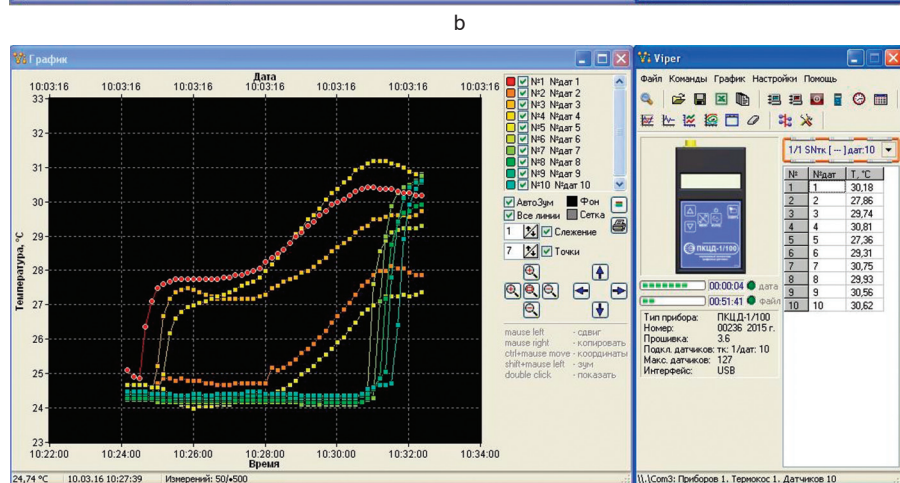 b
График
Дата
10:03:16 10:03:16 10:03:16 10:03:16 10:03:16 10:03:16 10:03:16
33
32
31
30
29
28
27
26
25
24
23
Температура, °C
10:22:00 10:24:00 10:26:00 10:28:00 10:30:00 10:32:00 10:34:00
Время
№1 №дат 1
№2 №дат 2
№3 №дат 3
№4 №дат 4
№5 №дат 5
№6 №дат 6
№7 №дат 7
№8 №дат 8
№9 №дат 9
№10 №дат 10
АвтоЗум Фон
Все линии Сетка
1 Слежение
7 Точки
mause left - сдвиг
mause right - копировать
ctrl+mause move - координаты
shift+mause left - зум
double click - показать
24,74 °C 10.03.16 10:27:39 Измерений: 50/•500
Viper
Файл Команды График Настройки Помощь
1/1 SNтк [ --- ] дат:10
№ №дат T, °C
1 1 30,18
2 2 27,86
3 3 29,74
4 4 30,81
5 5 27,36
6 6 29,31
7 7 30,75
8 8 29,93
9 9 30,56
10 10 30,62
ПКЦД-1/100
00:00:04 дата
00:51:41 файл
Тип прибора: ПКЦД-1/100
Номер: 00236 2015 г.
Прошивка: 3.6
Подкл. датчиков: тк: 1/дат: 10
Макс. датчиков: 127
Интерфейс: USB
\\.\Com3: Приборов 1, Термокос 1, Датчиков 10